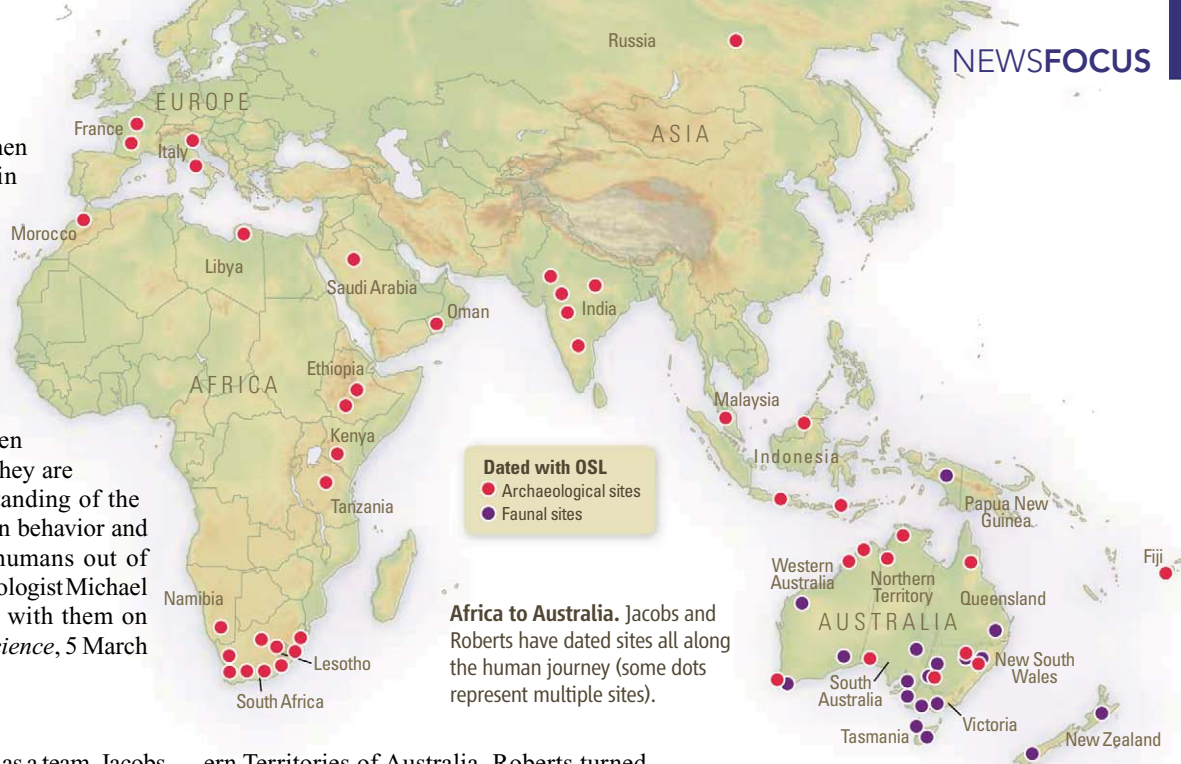 NEWSFOCUS
Russia
EUROPE
ASIA
France
Italy
Morocco
Libya
Saudi Arabia
Oman
India
Ethiopia
AFRICA
Kenya
Tanzania
Malaysia
Indonesia
Papua New
Guinea
Dated with OSL
Archaeological sites
Faunal sites
Namibia
Lesotho
South Africa
Africa to Australia. Jacobs and
Roberts have dated sites all along
the human journey (some dots
represent multiple sites).
Western
Australia
Northern
Territory
Queensland
Fiji
AUSTRALIA
South
Australia
New South
Wales
Victoria
Tasmania
New Zealand
in
hey are
standing of the
n behavior and
humans out of
ologist Michael
with them on
ience, 5 March
as a team, Jacobs
ern Territories of Australia, Roberts turned